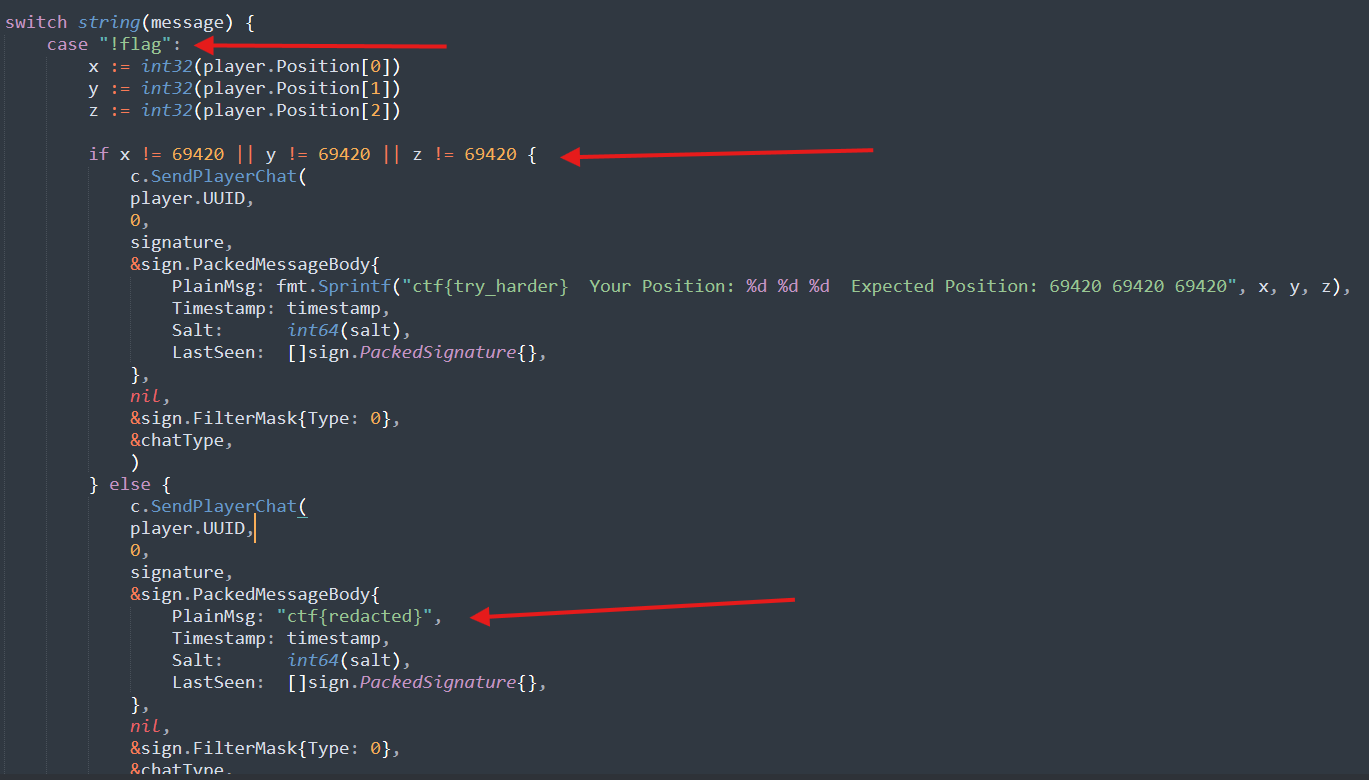 switch string(message) {
case "!flag":
x := int32(player.Position[0])
y := int32(player.Position[1])
z := int32(player.Position[2])
if x != 69420 || y != 69420 || z != 69420 {
c.SendPlayerChat(
player.UUID,
0,
signature,
&sign.PackedMessageBody{
PlainMsg: fmt.Sprintf("ctf{try_harder}  Your Position: %d %d %d  Expected Position: 69420 69420 69420", x, y, z),
Timestamp: timestamp,
Salt:      int64(salt),
LastSeen:  []sign.PackedSignature{},
},
nil,
&sign.FilterMask{Type: 0},
&chatType,
)
} else {
c.SendPlayerChat(
player.UUID,
0,
signature,
&sign.PackedMessageBody{
PlainMsg: "ctf{redacted}",
Timestamp: timestamp,
Salt:      int64(salt),
LastSeen:  []sign.PackedSignature{},
},
nil,
&sign.FilterMask{Type: 0},
&chatType,